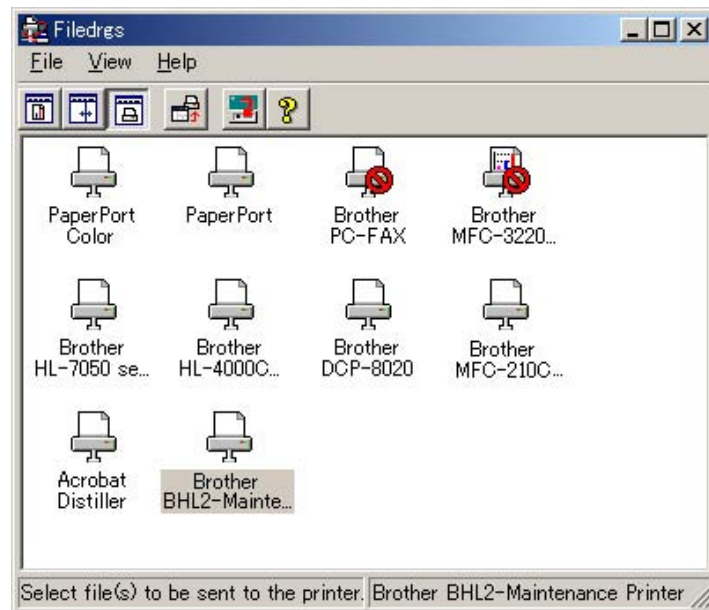 Filedrgs
File View Help
PaperPort
Color
PaperPort
Brother
PC-FAX
Brother
MFC-3220...
Brother
HL-7050 se...
Brother
HL-4000C...
Brother
DCP-8020
Brother
MFC-210C...
Acrobat
Distiller
Brother
BHL2-Mainte...
Select file(s) to be sent to the printer. Brother BHL2-Maintenance Printer